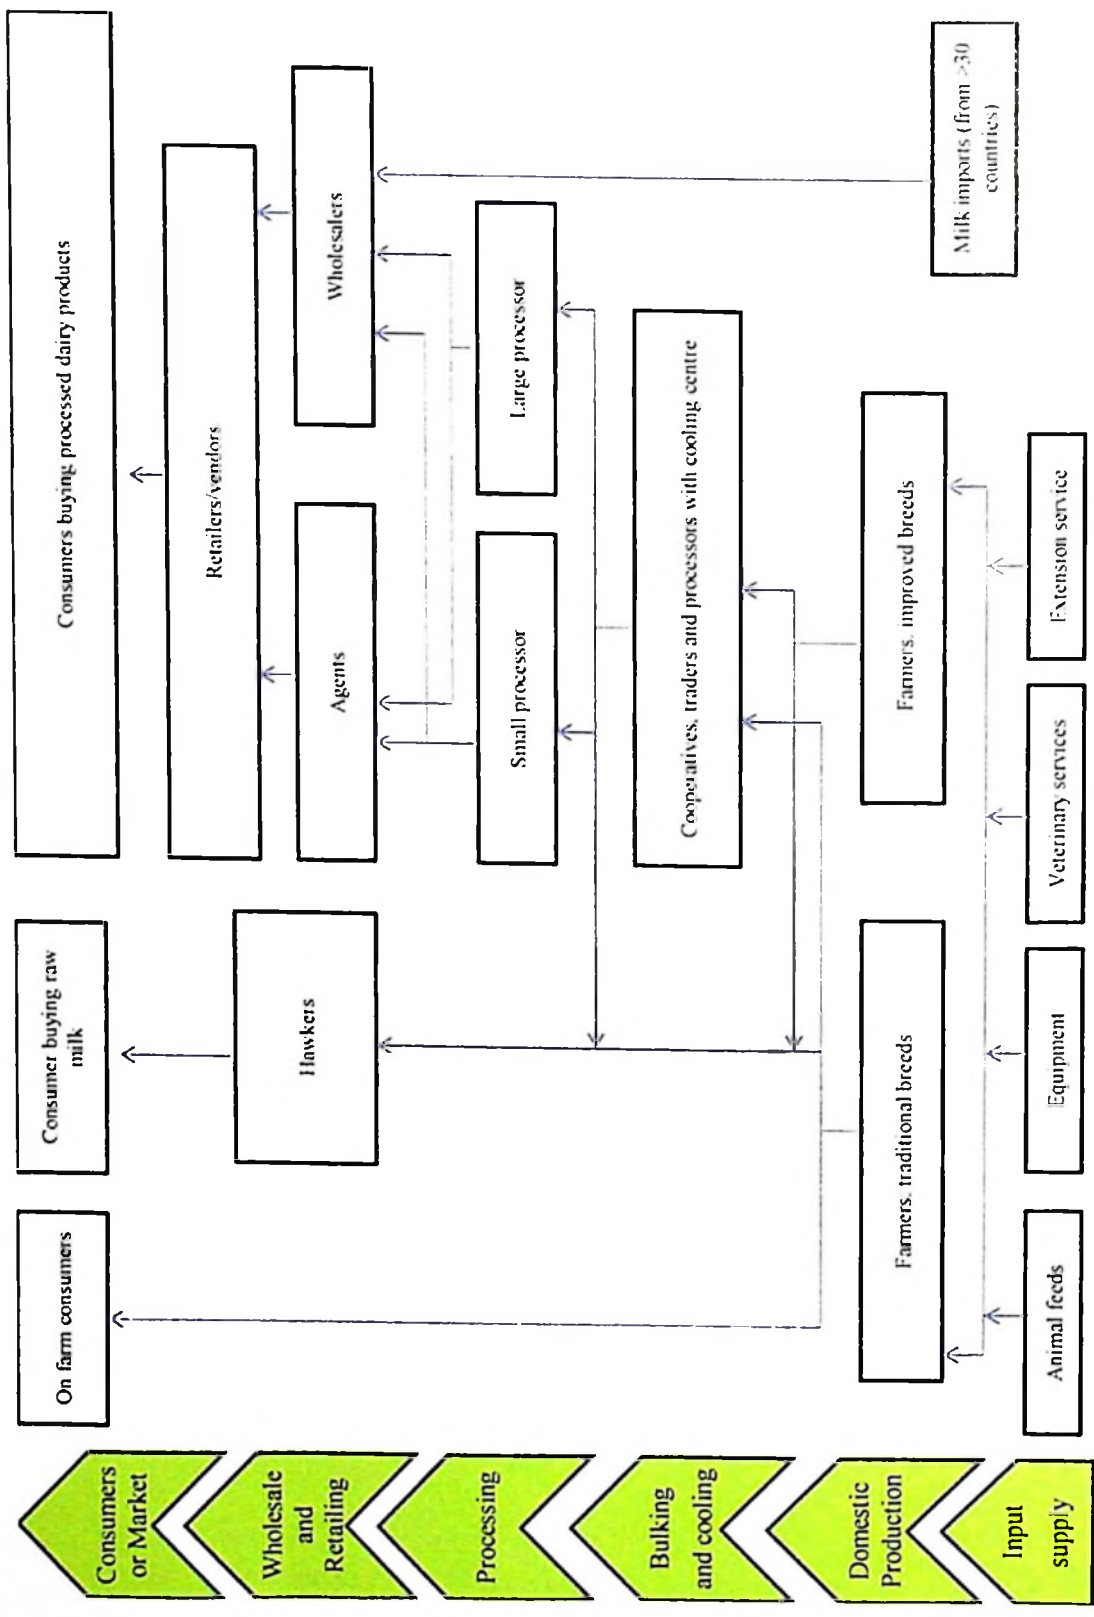 Consumers
or Market
On farm consumers
Consumer buying raw
milk
Consumers buying processed dairy products
Wholesale
and
Retailing
Hawkers
Retailers/vendors
Agents
Wholesalers
Processing
Small processor
Large processor
Bulking
and cooling
Cooperatives, traders and processors with cooling centre
Domestic
Production
Farmers, traditional breeds
Farmers, improved breeds
Milk imports (from >30
countries)
Input
supply
Animal feeds
Equipment
Veterinary services
Extension service